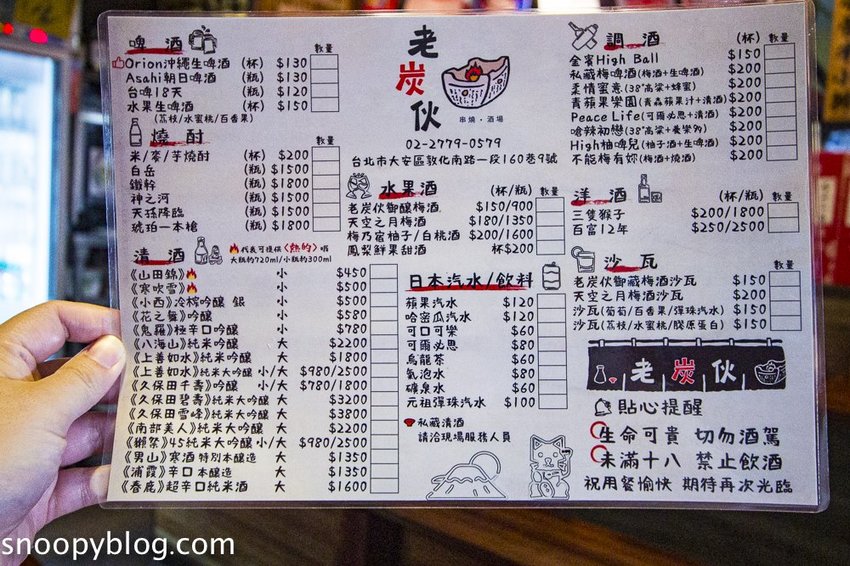 啤酒 數量
Orion沖繩生啤酒 (杯) $130
Asahi朝日啤酒 (瓶) $130
台啤18天 (瓶) $120
水果生啤酒 (杯) $150
(荔枝/水蜜桃/百香果)
燒酎 數量
米/麥/芋燒酎 (杯) $200
白岳 (瓶) $1500
鐵幹 (瓶) $1800
神之河 (瓶) $1500
天孫降臨 (瓶) $1500
琥珀一本槍 (瓶) $1800
清酒 代表可提供〈熱的〉喔
大瓶約720ml/小瓶約300ml
《山田錦》 小 $450
《寒吹雪》 小 $500
《小西》冷榨吟釀 銀 小 $500
《花之舞》吟釀 小 $580
《鬼羅》極辛口吟釀 小 $780
《八海山》純米吟釀 大 $2200
《上善如水》純米吟釀 大 $1800
《上善如水》純米大吟釀 小/大 $980/2500
《久保田千壽》吟釀 小/大 $780/1800
《久保田碧壽》純米大吟釀 大 $3200
《久保田雪峰》純米大吟釀 大 $3800
《南部美人》純米大吟釀 大 $2200
《獺祭》45純米大吟釀 小/大 $980/2500
《男山》寒酒 特別本釀造 大 $1350
《浦霞》辛口 本釀造 大 $1350
《春鹿》超辛口純米酒 大 $1600
老炭伙
串燒・酒場
02-2779-0579
台北市大安區敦化南路一段160巷9號
水果酒 (杯/瓶) 數量
老炭伙御釀梅酒 $150/900
天空之月梅酒 $180/1350
梅乃宿柚子/白桃酒 $200/1600
鳳梨鮮果甜酒 杯$200
日本汽水/飲料 數量
蘋果汽水 $120
哈密瓜汽水 $120
可口可樂 $60
可爾必思 $80
烏龍茶 $60
氣泡水 $80
礦泉水 $60
元祖彈珠汽水 $100
私藏清酒
請洽現場服務人員
調酒 數量
金賓High Ball $150
私藏梅啤酒(梅酒+生啤酒) $200
柔情蜜意(38°高粱+蜂蜜) $200
青蘋果樂園(青森蘋果汁+清酒) $200
Peace Life(可爾必思+清酒) $200
嗆辣初戀(38°高粱+養樂多) $200
High柚啤兒(柚子酒+生啤酒) $200
不能梅有妳(梅酒+燒酒) $200
洋酒 (杯/瓶) 數量
三隻猴子 $200/1800
百富12年 $250/2500
沙瓦 數量
老炭伙御藏梅酒沙瓦 $150
天空之月梅酒沙瓦 $200
沙瓦(葡萄/百香果/彈珠汽水) $150
沙瓦(荔枝/水蜜桃/膠原蛋白) $150
老炭伙
貼心提醒
生命可貴 切勿酒駕
未滿十八 禁止飲酒
祝用餐愉快 期待再次光臨
snoopyblog.com